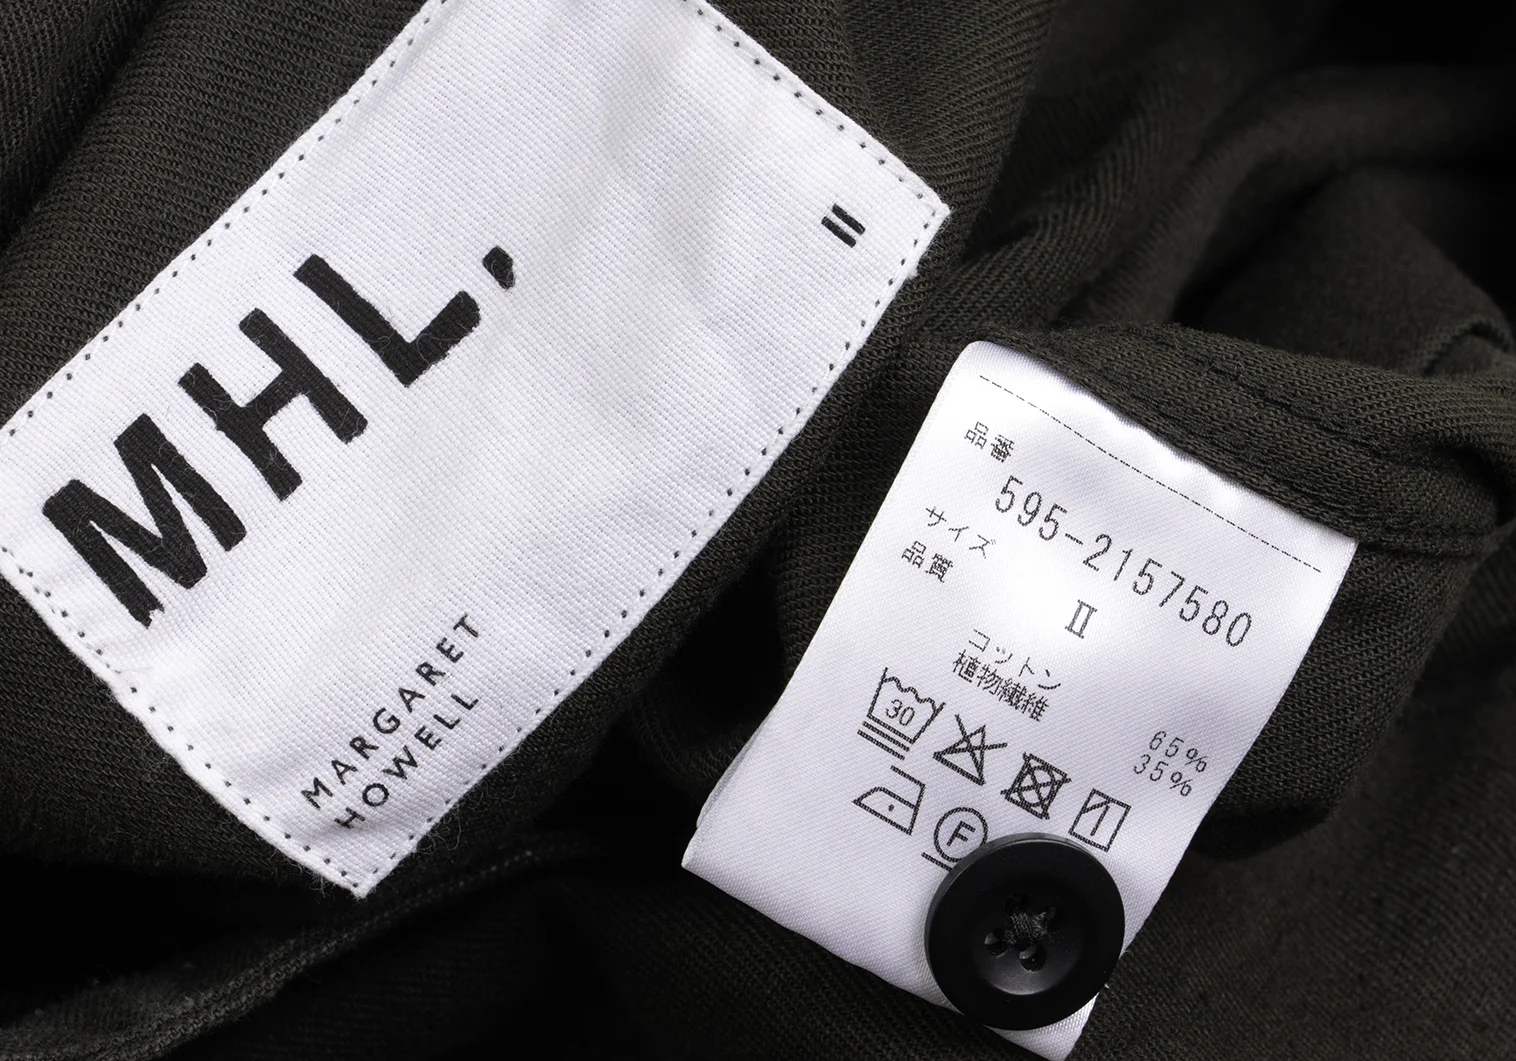 MHL.
II
MARGARET
HOWELL
品番
595-2157580
サイズ
II
品質
コットン 65%
植物繊維 35%
30
F